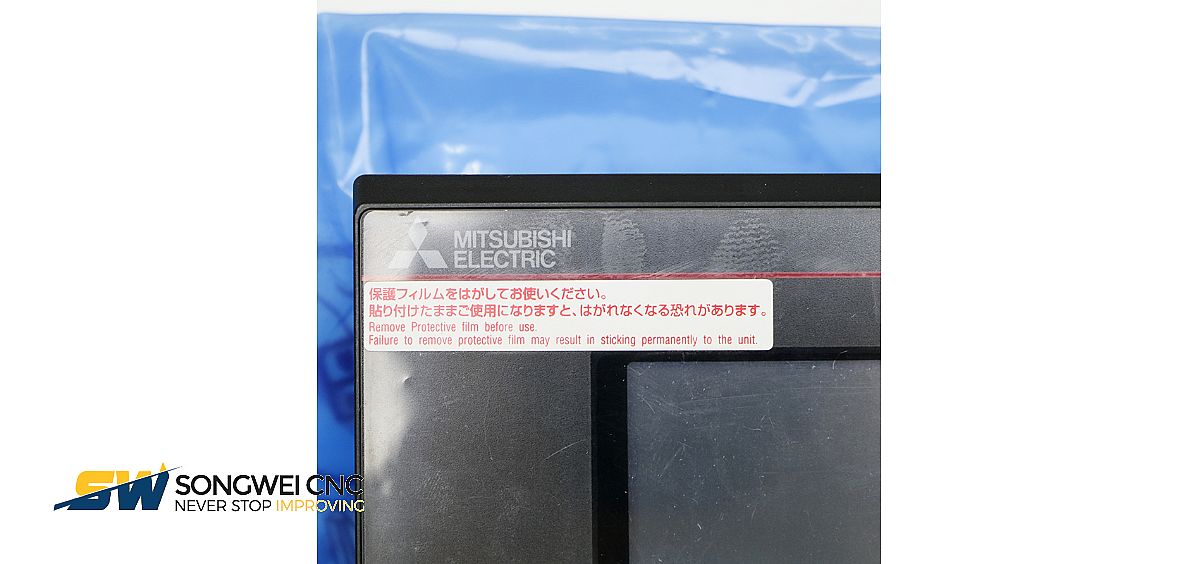 MITSUBISHI
ELECTRIC
保護フィルムをはがしてお使いください。
貼り付けたままご使用になりますと、はがれなくなる恐れがあります。
Remove Protective film before use.
Failure to remove protective film may result in sticking permanently to the unit.
SW SONGWEI CNC
NEVER STOP IMPROVING